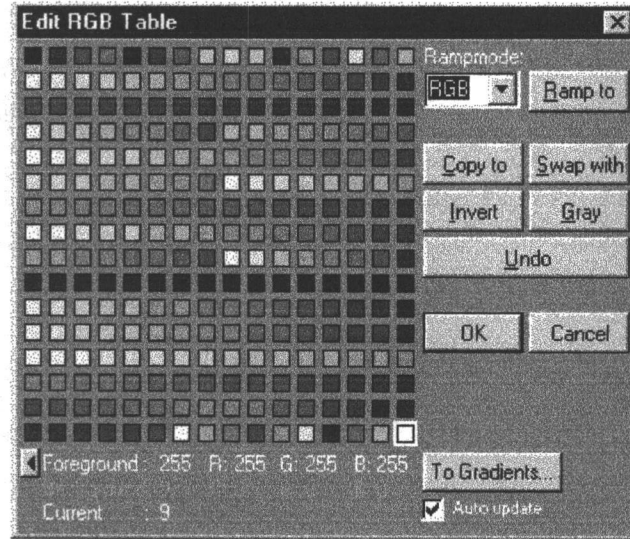 Edit RGB Table
Rampmode:
RGB
Ramp to
Copy to
Swap with
Invert
Gray
Undo
OK
Cancel
Foreground : 255 R: 255 G: 255 B: 255
To Gradients...
Current : 9
Auto update